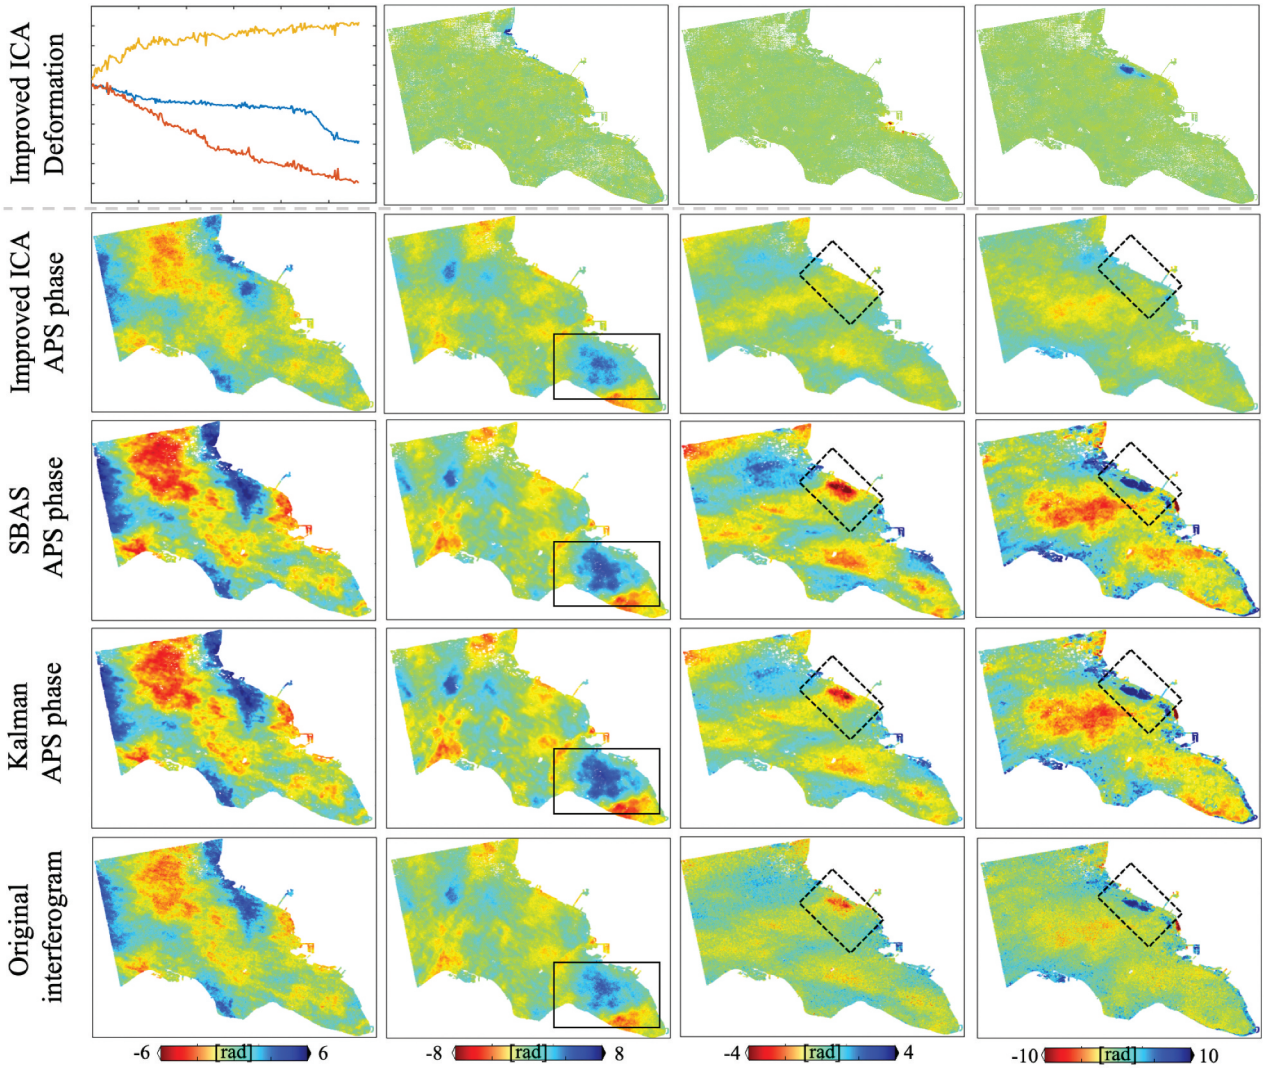 Improved ICA
Deformation
Improved ICA
APS phase
SBAS
APS phase
Kalman
APS phase
Original
interferogram
-6 [rad] 6
-8 [rad] 8
-4 [rad] 4
-10 [rad] 10